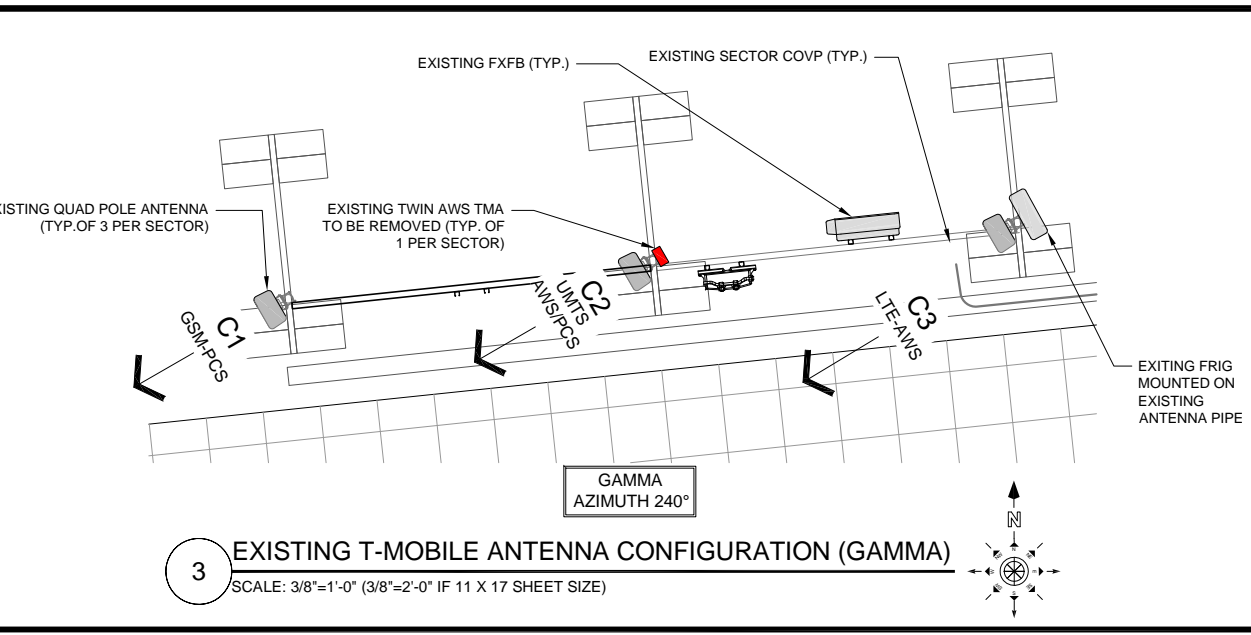 EXISTING FXFB (TYP.)
EXISTING SECTOR COVP (TYP.)
XISTING QUAD POLE ANTENNA
(TYP.OF 3 PER SECTOR)
EXISTING TWIN AWS TMA
TO BE REMOVED (TYP. OF
1 PER SECTOR)
C1
GSM-PCS
C2
UMTS
AWS/PCS
C3
LTE-AWS
EXITING FRIG
MOUNTED ON
EXISTING
ANTENNA PIPE
GAMMA
AZIMUTH 240°
N
3
EXISTING T-MOBILE ANTENNA CONFIGURATION (GAMMA)
SCALE: 3/8"=1'-0" (3/8"=2'-0" IF 11 X 17 SHEET SIZE)